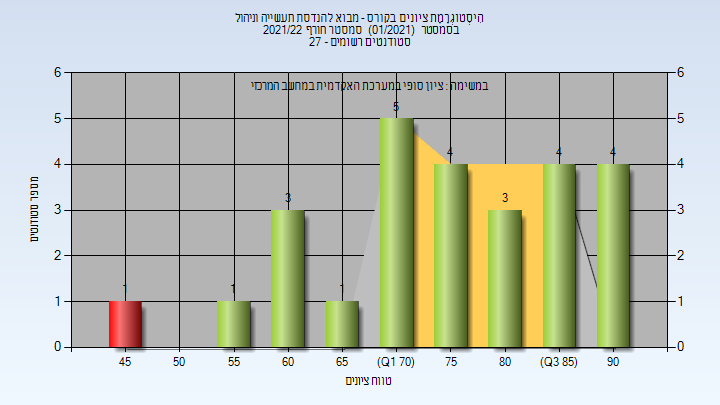 היסטוגרמת ציונים בקורס - מבוא להנדסת תעשייה וניהול
בסמסטר (01/2021) סמסטר חורף 2021/22
סטודנטים רשומים - 27
במשימה : ציון סופי במערכת האקדמית במחשב המרכזי
6 6
5 5 5
4 4 4 4 4 4
3 3 3 3
2 2
1 1 1 1 1
0 0
מספר סטודנטים
45 50 55 60 65 (Q1 70) 75 80 (Q3 85) 90
טווח ציונים